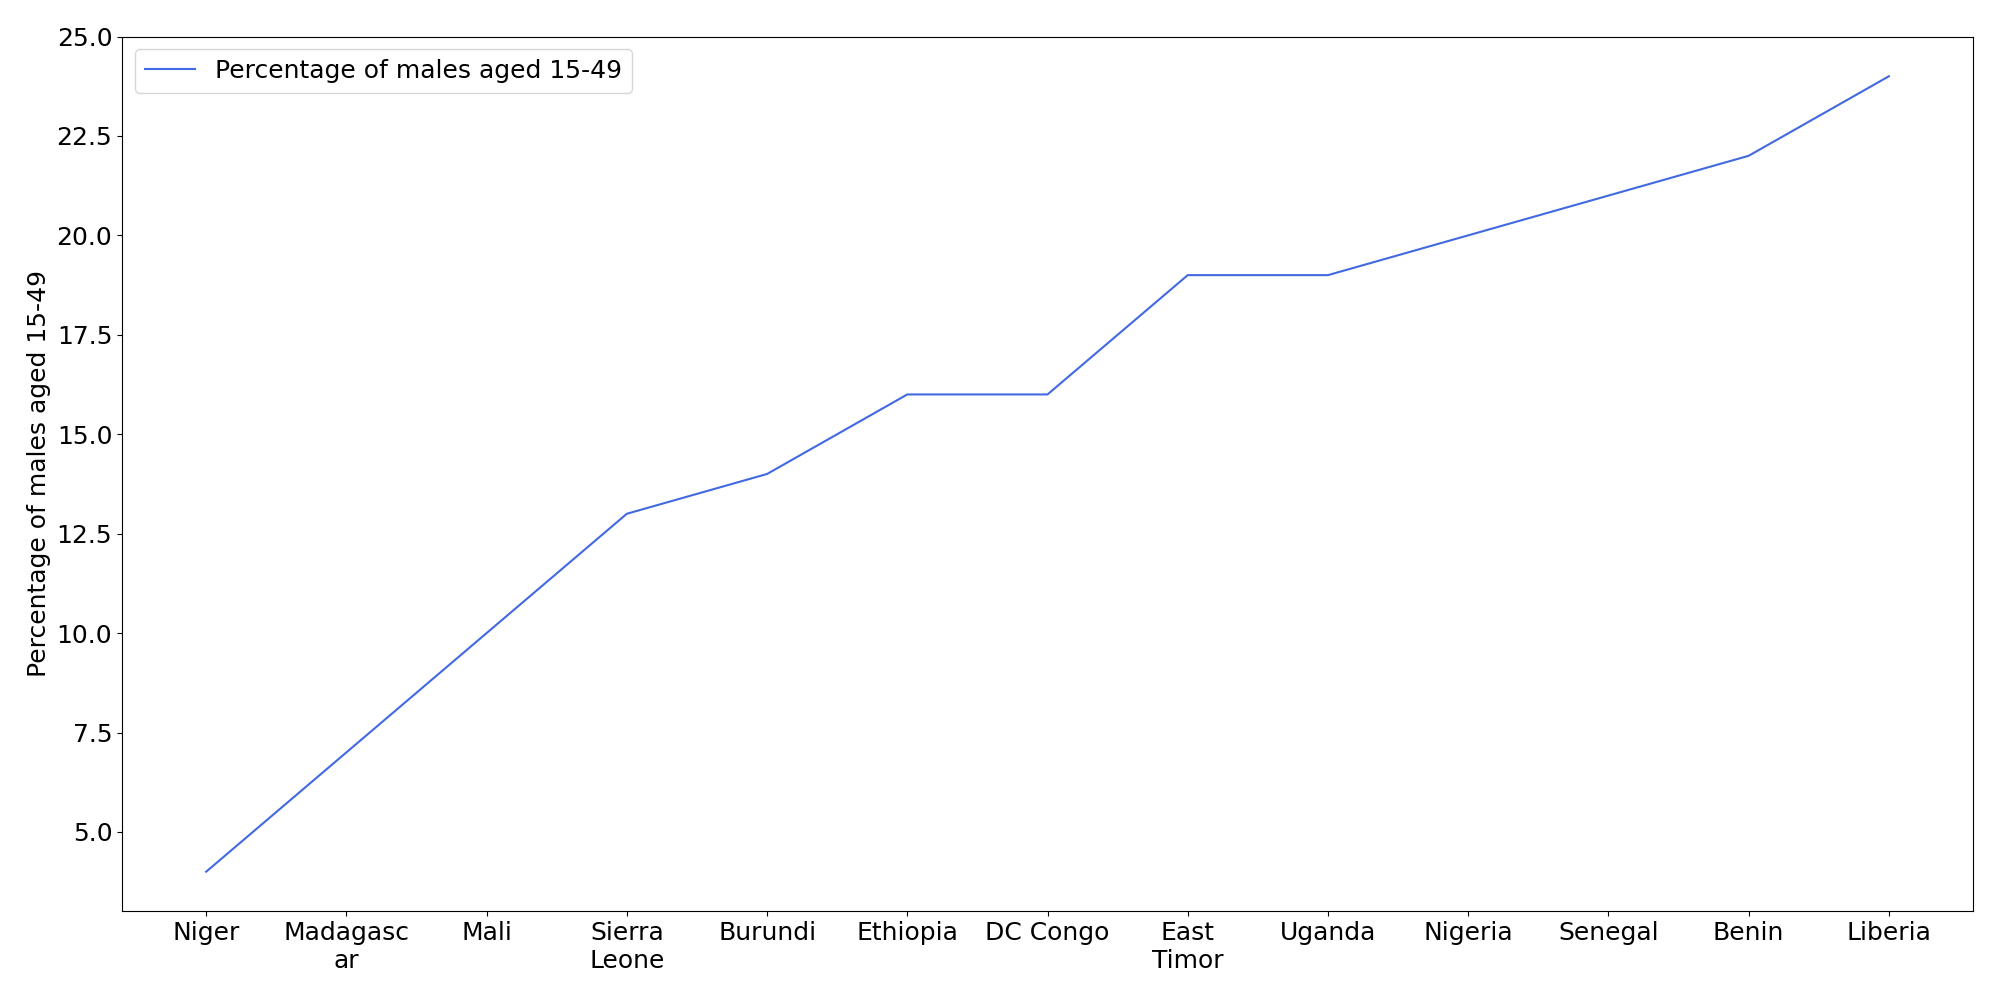 Percentage of males aged 15-49
Percentage of males aged 15-49
25.0
22.5
20.0
17.5
15.0
12.5
10.0
7.5
5.0
Niger
Madagasc
ar
Mali
Sierra
Leone
Burundi
Ethiopia
DC Congo
East
Timor
Uganda
Nigeria
Senegal
Benin
Liberia